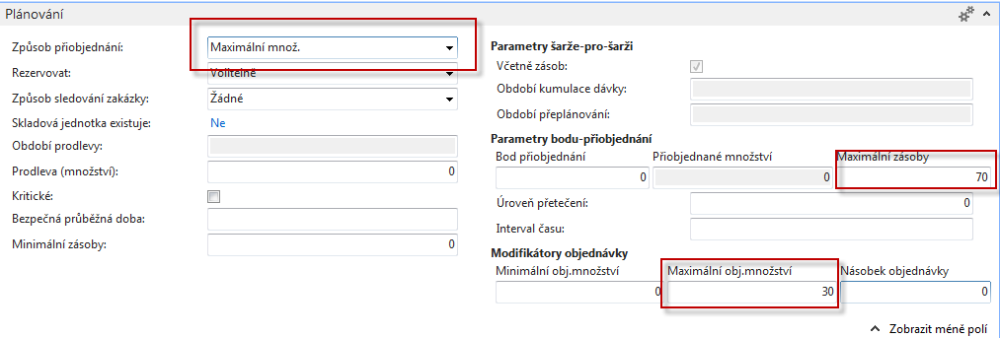 Plánování
Způsob přiobjednání: Maximální množ.
Rezervovat: Volitelně
Způsob sledování zakázky: Žádné
Skladová jednotka existuje: Ne
Období prodlevy:
Prodleva (množství): 0
Kritické:
Bezpečná průběžná doba:
Minimální zásoby: 0
Parametry šarže-pro-šarži
Včetně zásob:
Období kumulace dávky:
Období přeplánování:
Parametry bodu-přiobjednání
Bod přiobjednání Přiobjednané množství Maximální zásoby
0 0 70
Úroveň přetečení: 0
Interval času:
Modifikátory objednávky
Minimální obj.množství Maximální obj.množství Násobek objednávky
0 30 0
Zobrazit méně polí